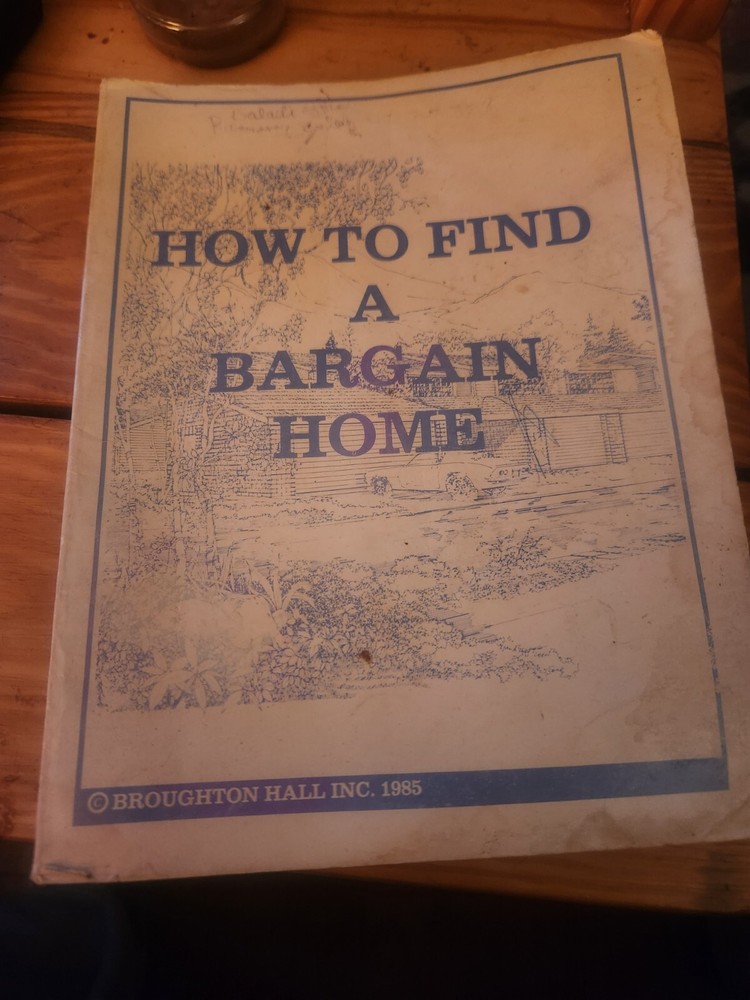 HOW TO FIND
A
BARGAIN
HOME
© BROUGHTON HALL INC. 1985